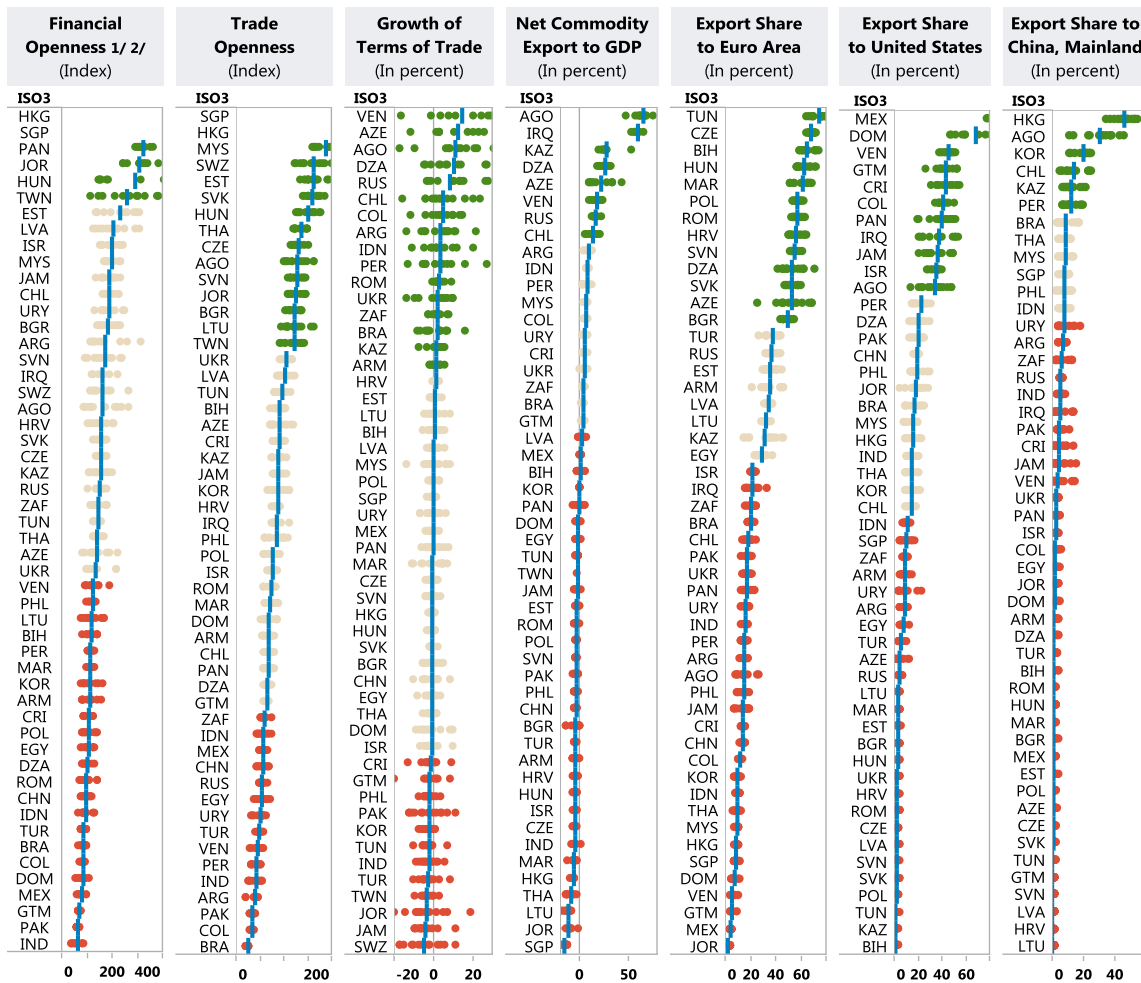 Financial
Openness 1/ 2/
(Index)
ISO3
HKG
SGP
PAN
JOR
HUN
TWN
EST
LVA
ISR
MYS
JAM
CHL
URY
BGR
ARG
SVN
IRQ
SWZ
AGO
HRV
SVK
CZE
KAZ
RUS
ZAF
TUN
THA
AZE
UKR
VEN
PHL
LTU
BIH
PER
MAR
KOR
ARM
CRI
POL
EGY
DZA
ROM
CHN
IDN
TUR
BRA
COL
DOM
MEX
GTM
PAK
IND
0 200 400
Trade
Openness
(Index)
ISO3
SGP
HKG
MYS
SWZ
EST
SVK
HUN
THA
CZE
AGO
SVN
JOR
BGR
LTU
TWN
UKR
LVA
TUN
BIH
AZE
CRI
KAZ
JAM
KOR
HRV
IRQ
PHL
POL
ISR
ROM
MAR
DOM
ARM
CHL
PAN
DZA
GTM
ZAF
IDN
MEX
CHN
RUS
EGY
URY
TUR
VEN
PER
IND
ARG
PAK
COL
BRA
0 200
Growth of
Terms of Trade
(In percent)
ISO3
VEN
AZE
AGO
DZA
RUS
CHL
COL
ARG
IDN
PER
ROM
UKR
ZAF
BRA
KAZ
ARM
HRV
EST
LTU
BIH
LVA
MYS
POL
SGP
URY
MEX
PAN
MAR
CZE
SVN
HKG
HUN
SVK
BGR
CHN
EGY
THA
DOM
ISR
CRI
GTM
PHL
PAK
KOR
TUN
IND
TUR
TWN
JOR
JAM
SWZ
-20 0 20
Net Commodity
Export to GDP
(In percent)
ISO3
AGO
IRQ
KAZ
DZA
AZE
VEN
RUS
CHL
ARG
IDN
PER
MYS
COL
URY
CRI
UKR
ZAF
BRA
GTM
LVA
MEX
BIH
KOR
PAN
DOM
EGY
TUN
TWN
JAM
EST
ROM
POL
SVN
PAK
PHL
CHN
BGR
TUR
ARM
HRV
HUN
ISR
CZE
IND
MAR
HKG
THA
LTU
JOR
SGP
0 50
Export Share
to Euro Area
(In percent)
ISO3
TUN
CZE
BIH
HUN
MAR
POL
ROM
HRV
SVN
DZA
SVK
AZE
BGR
TUR
RUS
EST
ARM
LVA
LTU
KAZ
EGY
ISR
IRQ
ZAF
BRA
CHL
PAK
UKR
PAN
URY
IND
PER
ARG
AGO
PHL
JAM
CRI
CHN
COL
KOR
IDN
THA
MYS
HKG
SGP
DOM
VEN
GTM
MEX
JOR
0 20 40 60
Export Share
to United States
(In percent)
ISO3
MEX
DOM
VEN
GTM
CRI
COL
PAN
IRQ
JAM
ISR
AGO
PER
DZA
PAK
CHN
PHL
JOR
BRA
MYS
HKG
IND
THA
KOR
CHL
IDN
SGP
ZAF
ARM
URY
ARG
EGY
TUR
AZE
RUS
LTU
MAR
EST
BGR
HUN
UKR
HRV
ROM
CZE
LVA
SVN
SVK
POL
TUN
KAZ
BIH
0 20 40 60
Export Share to
China, Mainland
(In percent)
ISO3
HKG
AGO
KOR
CHL
KAZ
PER
BRA
THA
MYS
SGP
PHL
IDN
URY
ARG
ZAF
RUS
IND
IRQ
PAK
CRI
JAM
VEN
UKR
PAN
ISR
COL
EGY
JOR
DOM
ARM
DZA
TUR
BIH
ROM
HUN
MAR
BGR
MEX
EST
POL
AZE
CZE
SVK
TUN
GTM
SVN
LVA
HRV
LTU
0 20 40